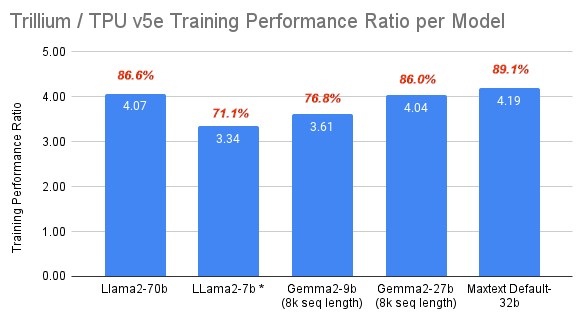 Trillium / TPU v5e Training Performance Ratio per Model
Training Performance Ratio
5.00
4.00
3.00
2.00
1.00
0.00
86.6%
4.07
71.1%
3.34
76.8%
3.61
86.0%
4.04
89.1%
4.19
Llama2-70b
LLama2-7b *
Gemma2-9b
(8k seq length)
Gemma2-27b
(8k seq length)
Maxtext Default-
32b